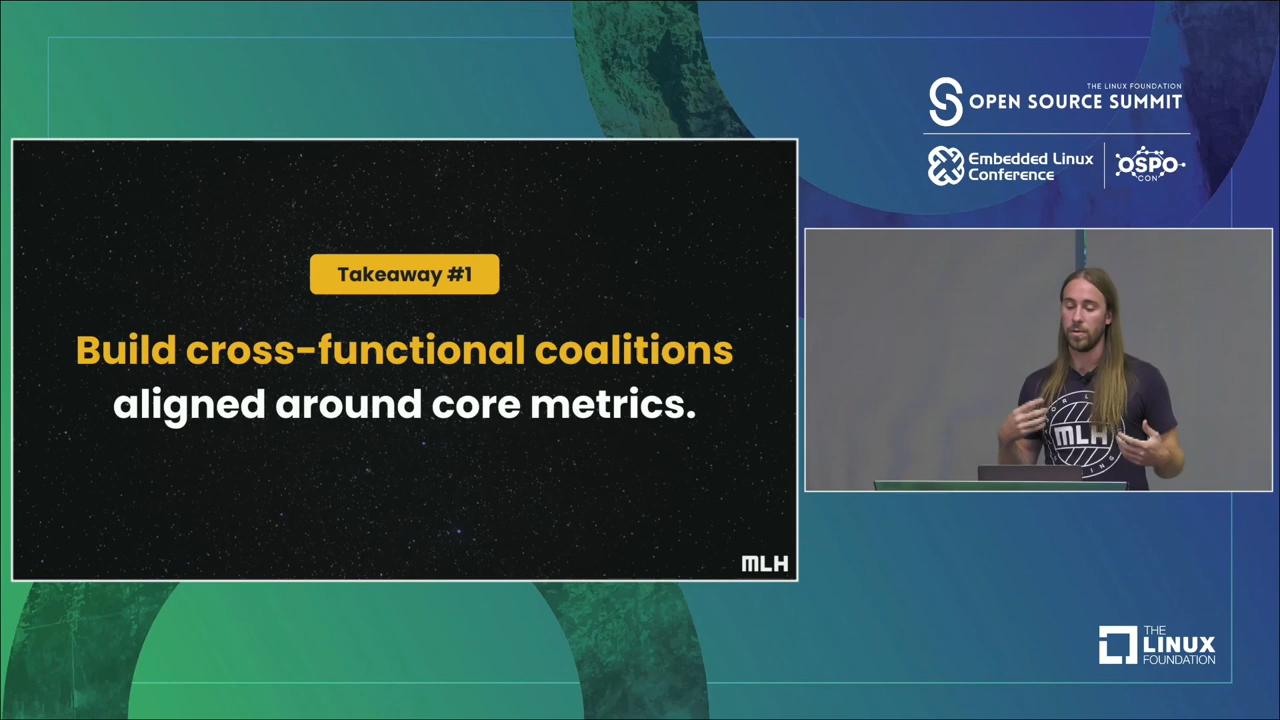 THE LINUX FOUNDATION
OPEN SOURCE SUMMIT
Embedded Linux
Conference
OSPO
CON
Takeaway #1
Build cross-functional coalitions
aligned around core metrics.
MLH
MLH
THE
LINUX
FOUNDATION